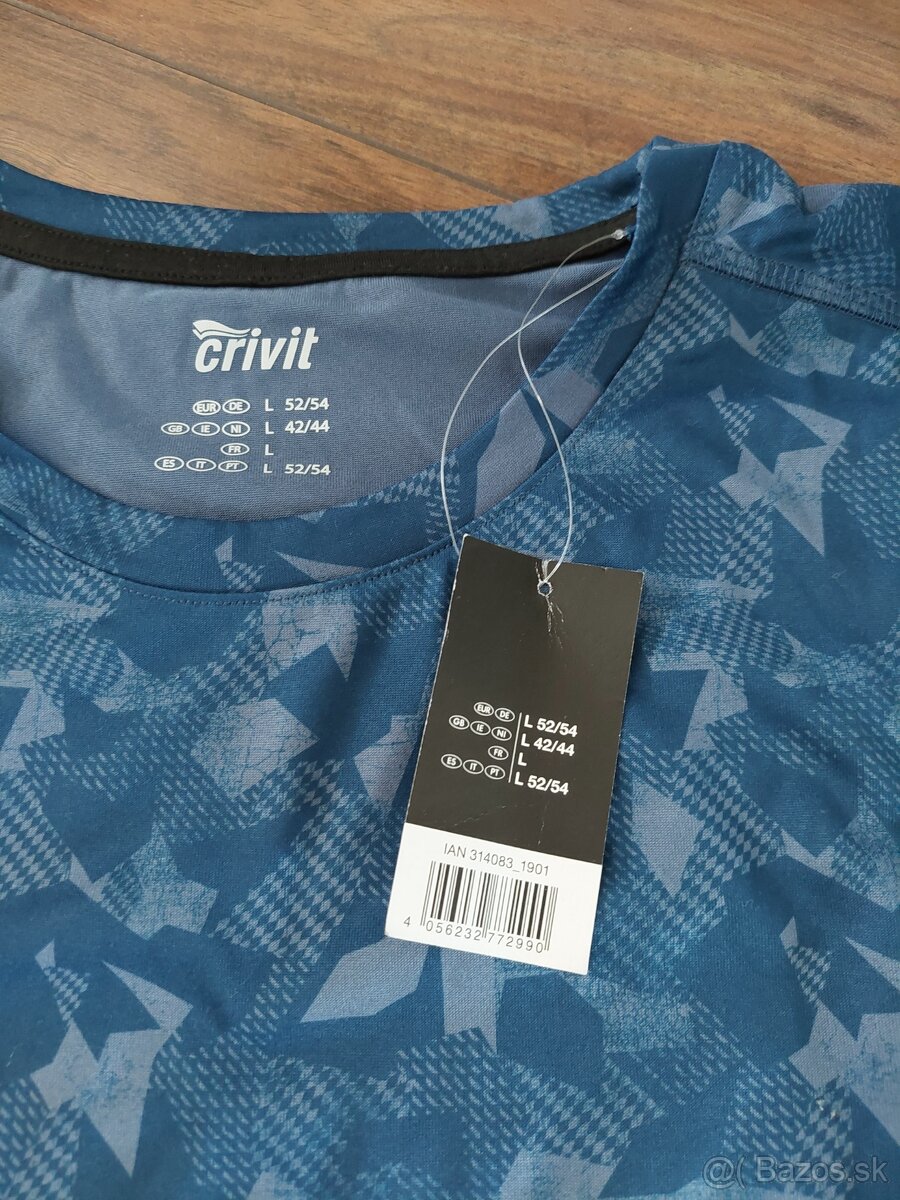 crivit
EUR DE L 52/54
GB IE NI L 42/44
FR L
ES IT PT L 52/54
EUR DE L 52/54
GB IE NI L 42/44
FR L
ES IT PT L 52/54
IAN 314083_1901
4 056232 772990
@( Bazos.sk